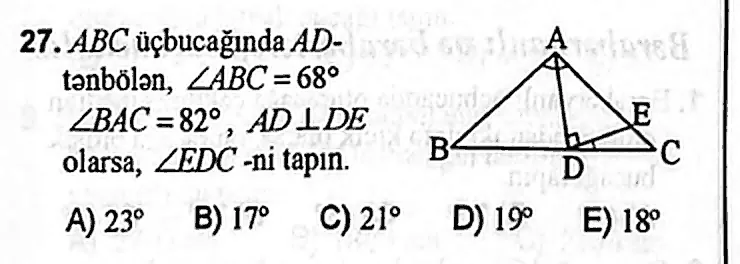 27. ABC üçbucağında AD-
tənbölən, ∠ABC = 68°
∠BAC = 82°, AD ⊥ DE
olarsa, ∠EDC -ni tapın.
A
E
B
D
C
A) 23° B) 17° C) 21° D) 19° E) 18°